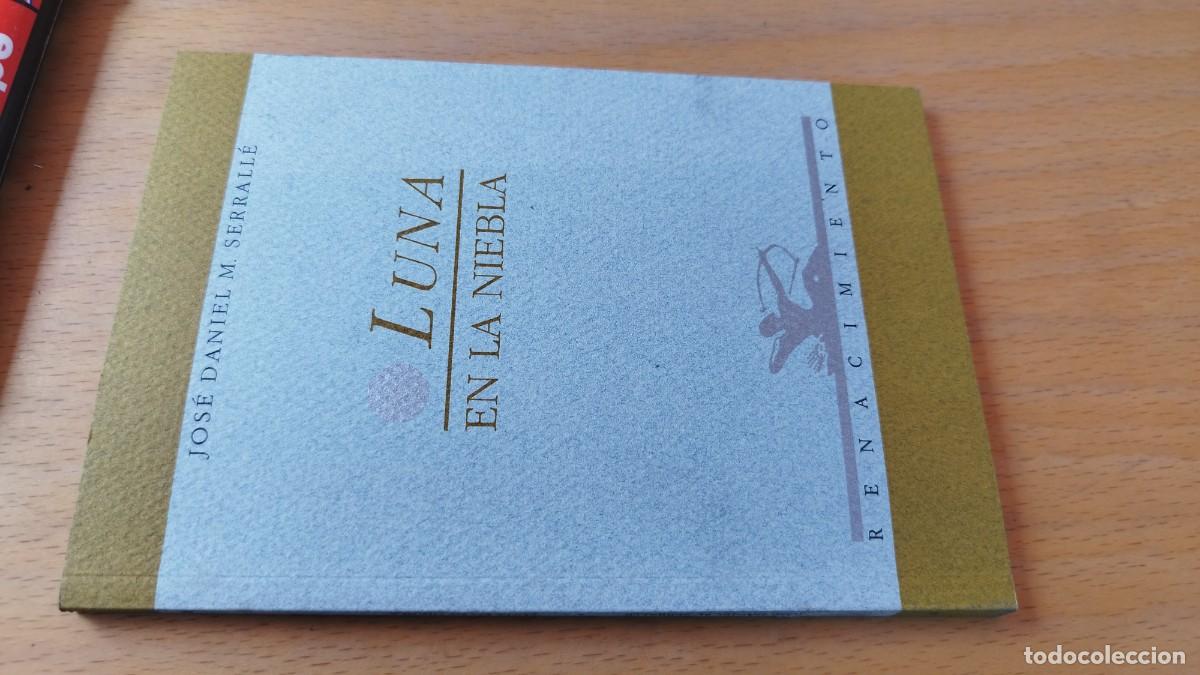 JOSÉ DANIEL M. SERRALLÉ
LUNA
EN LA NIEBLA
RENACIMIENTO
todocoleccion